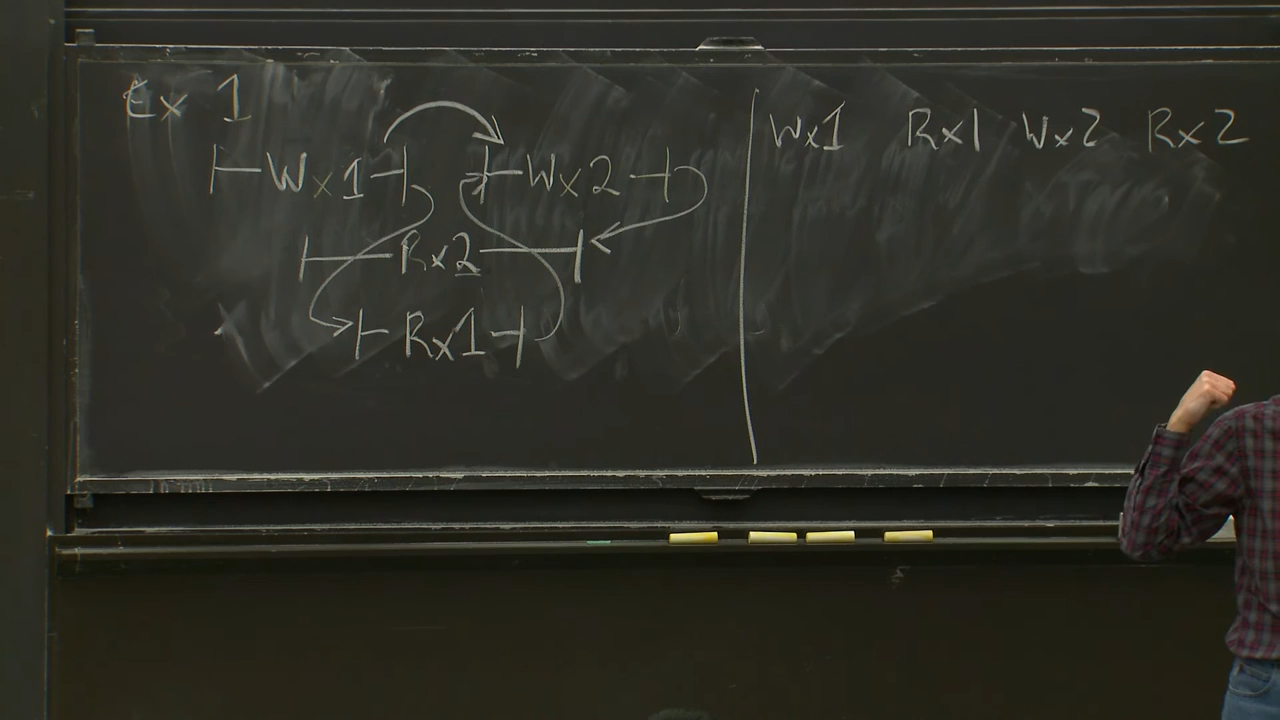 Ex 1
Wx1 Rx1 Wx2 Rx2
|-Wx1-| |-Wx2-|
|-Rx2-|
|-Rx1-|